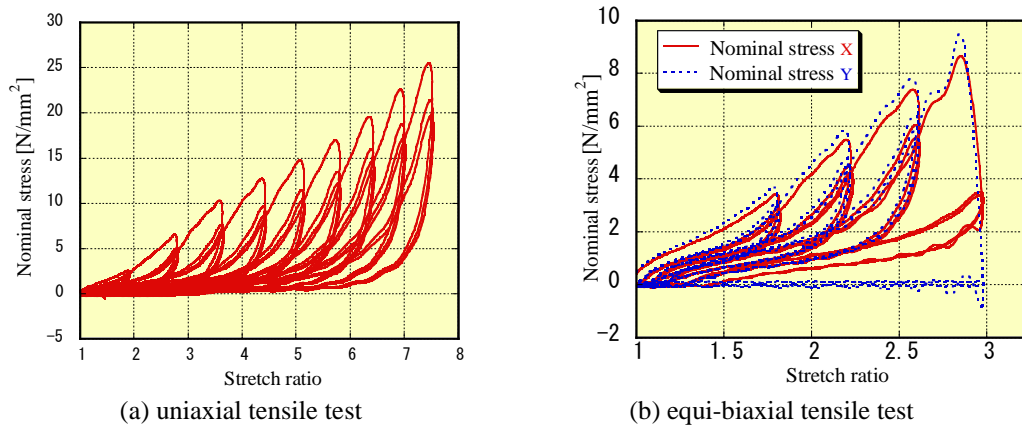 Nominal stress [N/mm2]
30
25
20
15
10
5
0
−5
1 2 3 4 5 6 7 8
Stretch ratio
(a) uniaxial tensile test
Nominal stress [N/mm2]
10
8
6
4
2
0
−2
Nominal stress X
Nominal stress Y
1 1.5 2 2.5 3
Stretch ratio
(b) equi-biaxial tensile test